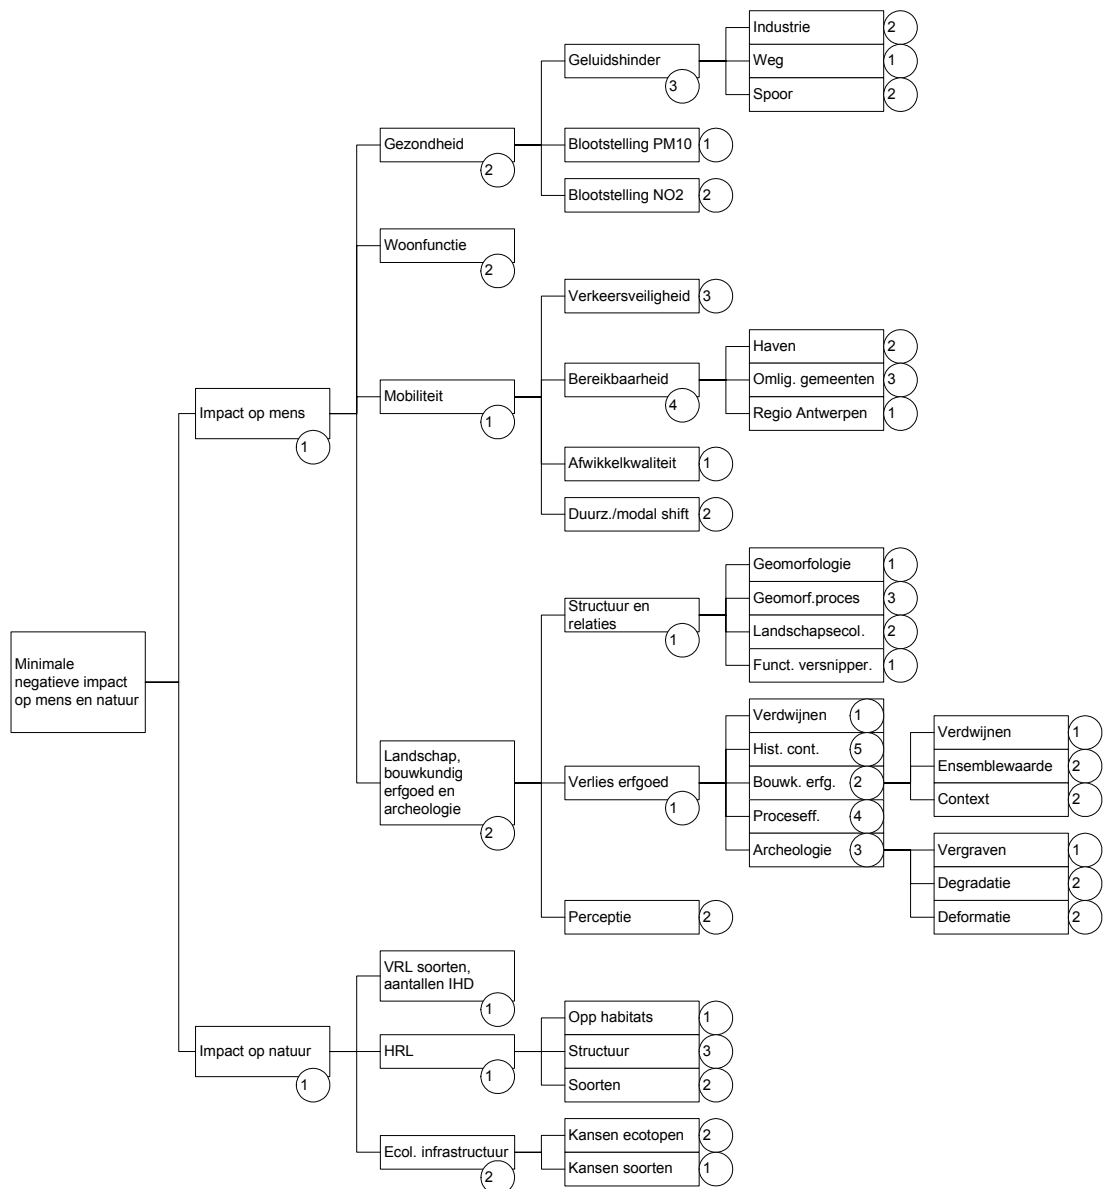 Industrie 2
Geluidshinder 3
Weg 1
Spoor 2
Gezondheid 2
Blootstelling PM10 1
Blootstelling NO2 2
Woonfunctie 2
Verkeersveiligheid 3
Haven 2
Bereikbaarheid 4
Omlig. gemeenten 3
Mobiliteit 1
Impact op mens 1
Regio Antwerpen 1
Afwikkelkwaliteit 1
Duurz./modal shift 2
Geomorfologie 1
Structuur en
relaties 1
Geomorf.proces 3
Landschapsecol. 2
Funct. versnipper. 1
Minimale
negatieve impact
op mens en natuur
Verdwijnen 1
Verdwijnen 1
Hist. cont. 5
Landschap,
bouwkundig
erfgoed en
archeologie 2
Ensemblewaarde 2
Verlies erfgoed 1
Bouwk. erfg. 2
Context 2
Proceseff. 4
Archeologie 3
Vergraven 1
Degradatie 2
Perceptie 2
Deformatie 2
VRL soorten,
aantallen IHD 1
Opp habitats 1
Impact op natuur 1
HRL 1
Structuur 3
Soorten 2
Ecol. infrastructuur 2
Kansen ecotopen 2
Kansen soorten 1